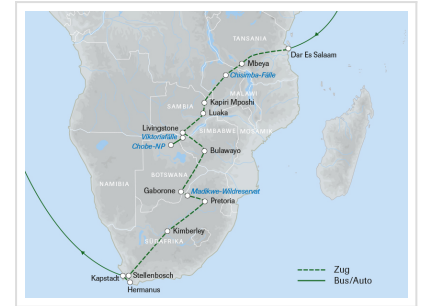 TANSANIA
Dar Es Salaam
Mbeya
Chisimba-Fälle
MALAWI
Kapiri Mposhi
SAMBIA
Luaka
Livingstone
SIMBABWE
MOSAMBIK
Viktoriafälle
Chobe-NP
Bulawayo
BOTSWANA
NAMIBIA
Gaborone
Madikwe-Wildreservat
Pretoria
Kimberley
SÜDAFRIKA
Kapstadt
Stellenbosch
Hermanus
Zug
Bus/Auto